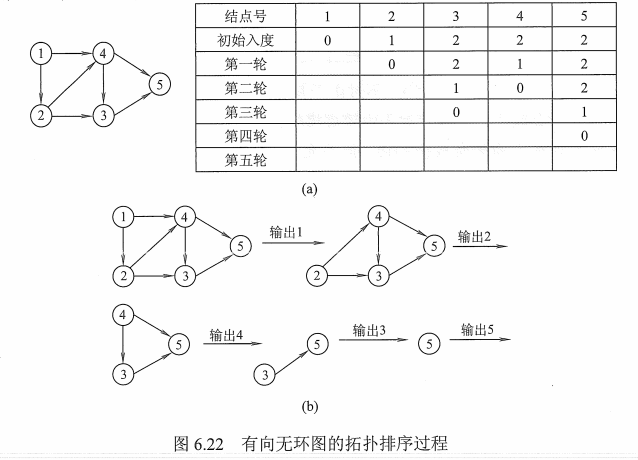 结点号 1 2 3 4 5
初始入度 0 1 2 2 2
第一轮 0 2 1 2
第二轮 1 0 2
第三轮 0 1
第四轮 0
第五轮
1 4 5 2 3
(a)
1 4 5 2 3 输出1 4 5 2 3 输出2
4 5 3 输出4 5 3 输出3 5 输出5
(b)
图 6.22 有向无环图的拓扑排序过程